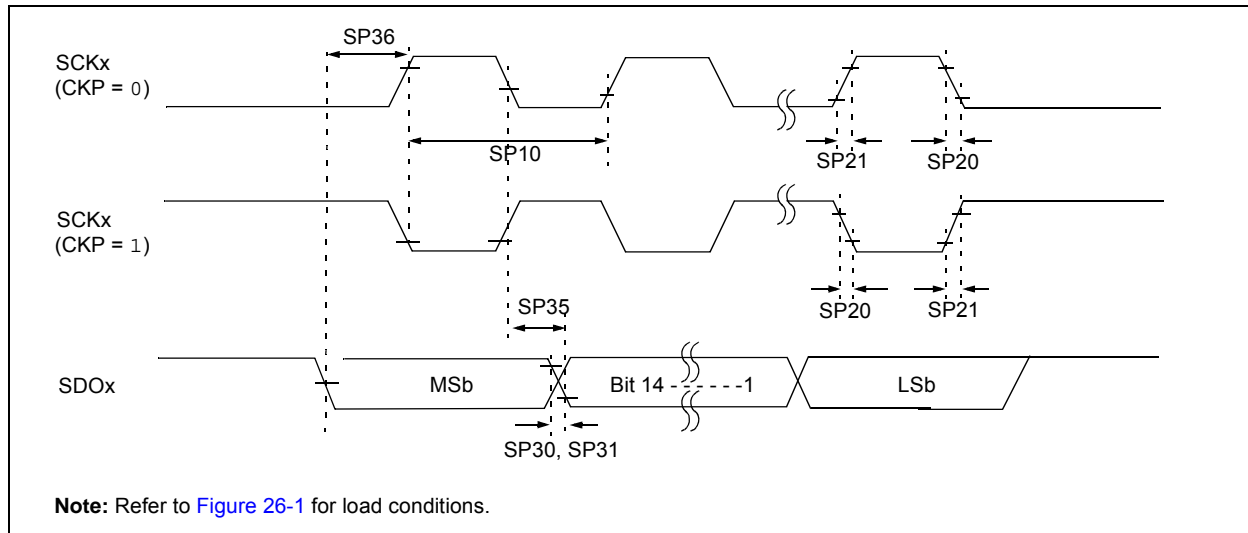 SP36
SCKx
(CKP = 0)
SP10
SP21
SP20
SCKx
(CKP = 1)
SP35
SP20
SP21
SDOx
MSb
Bit 14 - - - - - -1
LSb
SP30, SP31
Note: Refer to Figure 26-1 for load conditions.